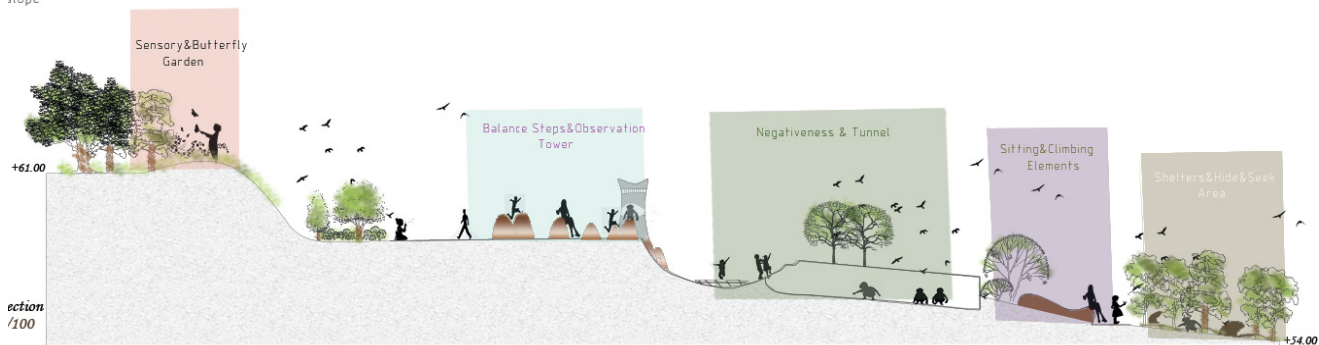 slope
Sensory&Butterfly
Garden
Balance Steps&Observation
Tower
Negativeness & Tunnel
Sitting&Climbing
Elements
Shelters&Hide&Seek
Area
+61.00
ection
/100
+54.00